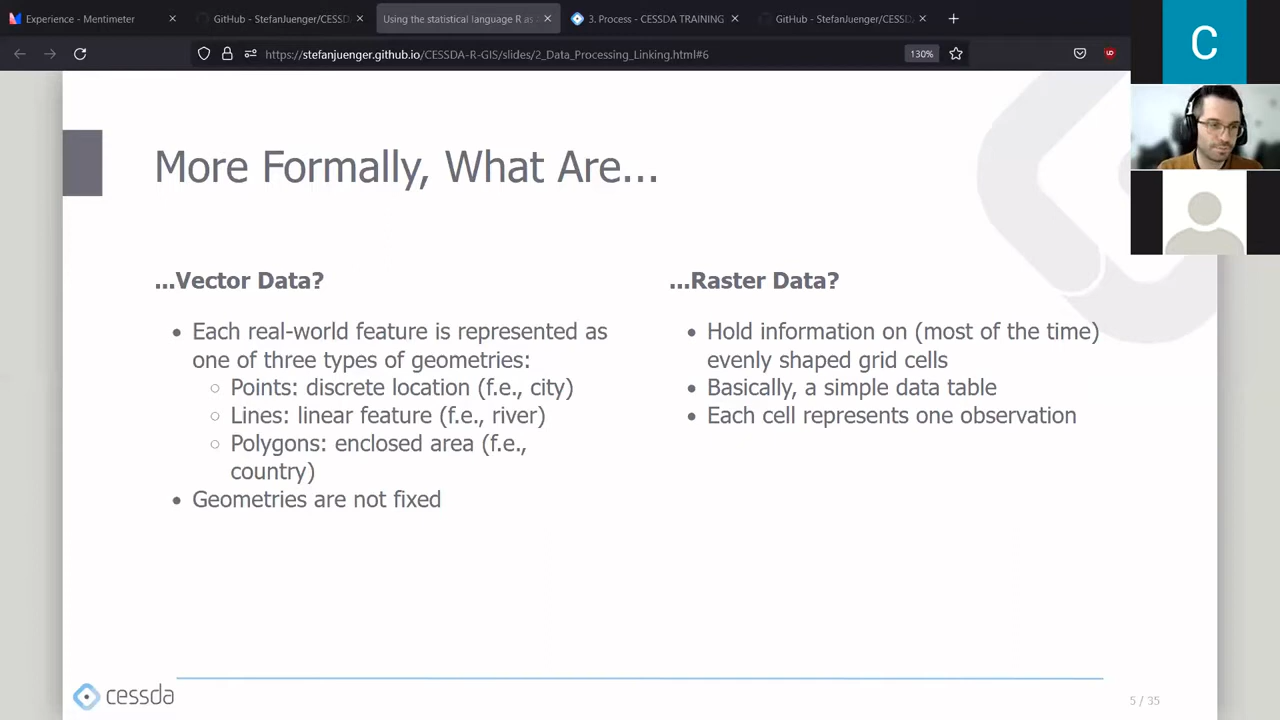 Experience - Mentimeter
GitHub - StefanJuenger/CESSD
Using the statistical language R as
3. Process - CESSDA TRAINING
GitHub - StefanJuenger/CESSDA
https://stefanjuenger.github.io/CESSDA-R-GIS/slides/2_Data_Processing_Linking.html#6
130%
C
More Formally, What Are...
...Vector Data?
• Each real-world feature is represented as
one of three types of geometries:
○ Points: discrete location (f.e., city)
○ Lines: linear feature (f.e., river)
○ Polygons: enclosed area (f.e.,
country)
• Geometries are not fixed
...Raster Data?
• Hold information on (most of the time)
evenly shaped grid cells
• Basically, a simple data table
• Each cell represents one observation
cessda
5 / 35